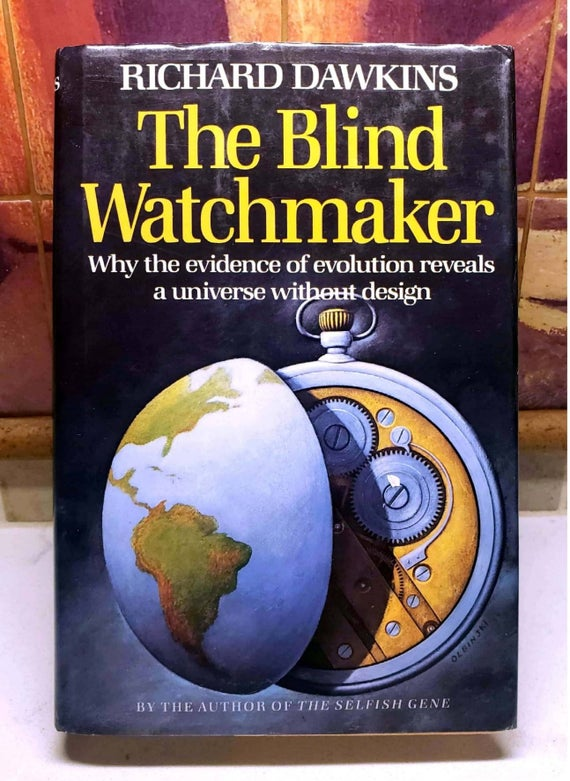 RICHARD DAWKINS
The Blind
Watchmaker
Why the evidence of evolution reveals
a universe without design
OLBINSKI
BY THE AUTHOR OF THE SELFISH GENE